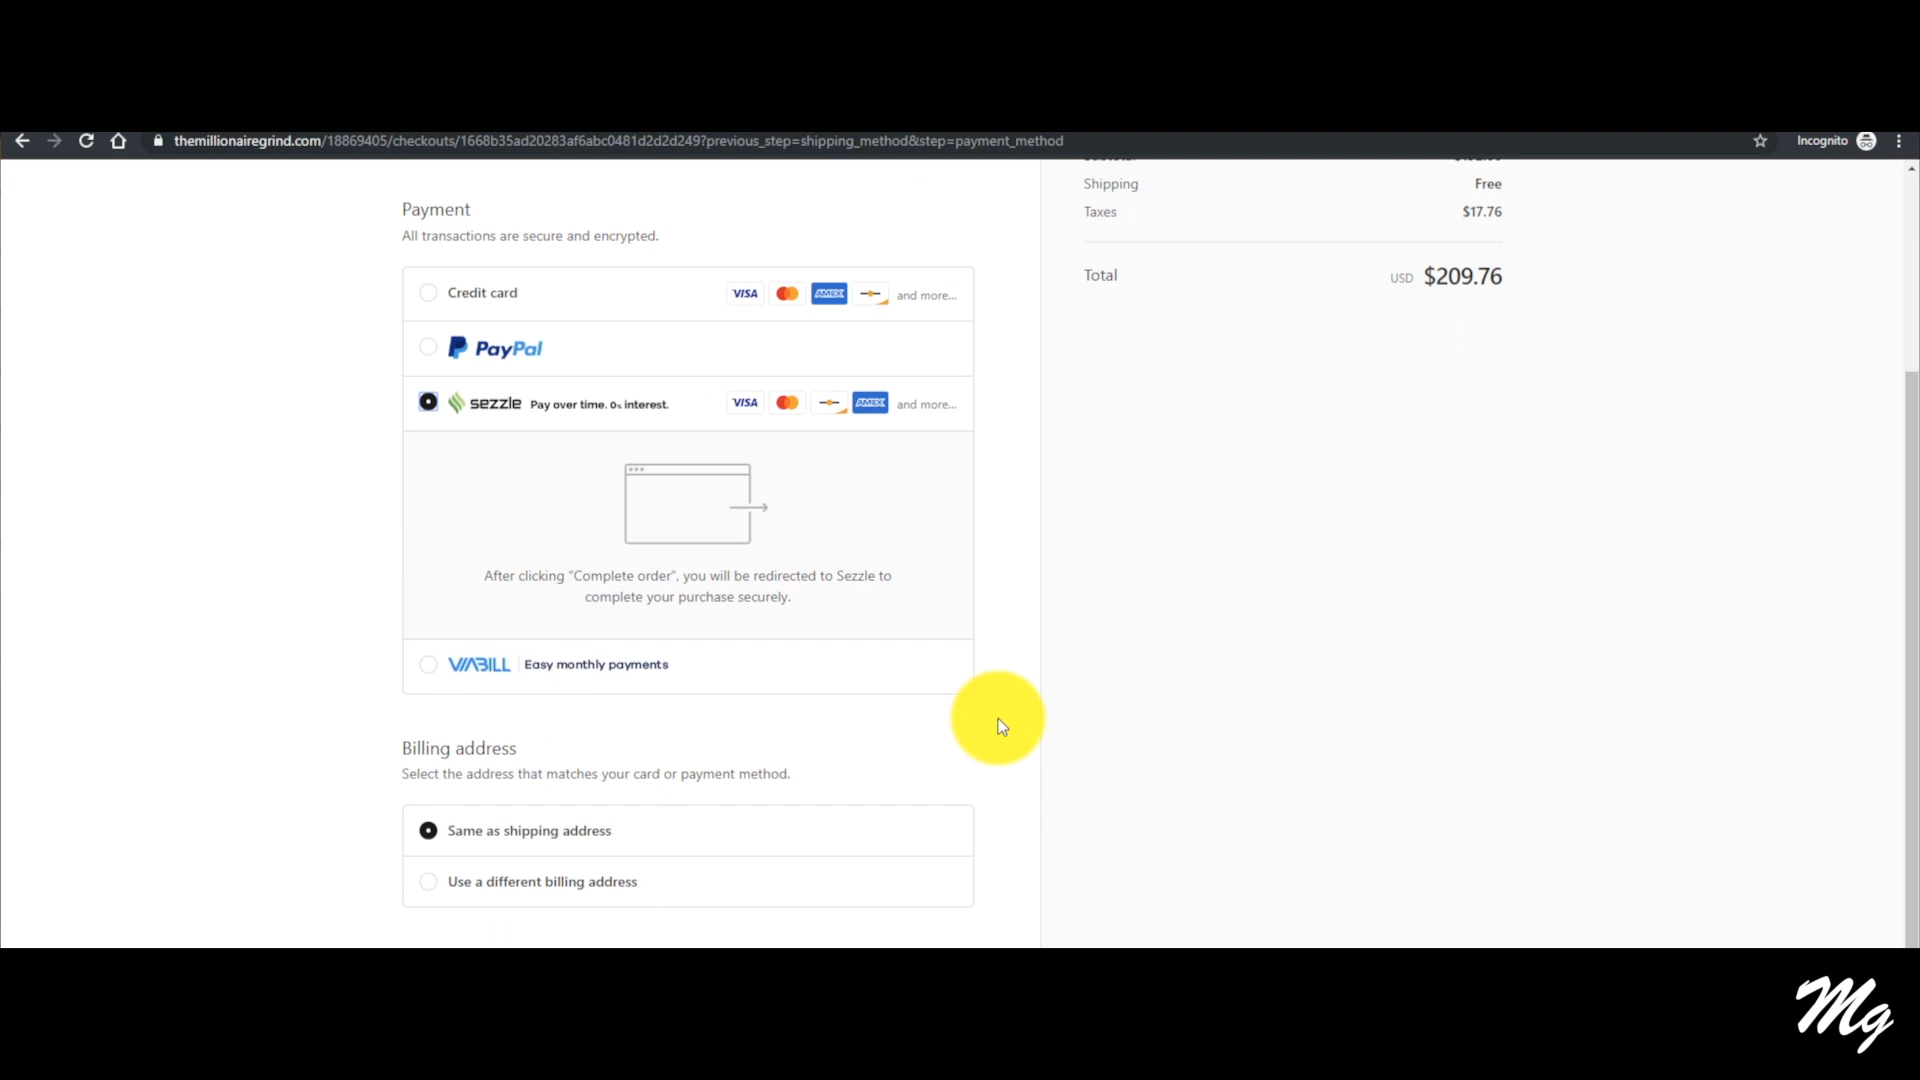 themillionairegrind.com/18869405/checkouts/1668b35ad20283af6abc0481d2d2d249?previous_step=shipping_method&step=payment_method
Incognito
Shipping Free
Taxes $17.76
Total USD $209.76
Payment
All transactions are secure and encrypted.
Credit card VISA AMEX and more...
PayPal
sezzle Pay over time. 0% interest. VISA AMEX and more...
After clicking “Complete order”, you will be redirected to Sezzle to
complete your purchase securely.
VIABILL Easy monthly payments
Billing address
Select the address that matches your card or payment method.
Same as shipping address
Use a different billing address
Mg